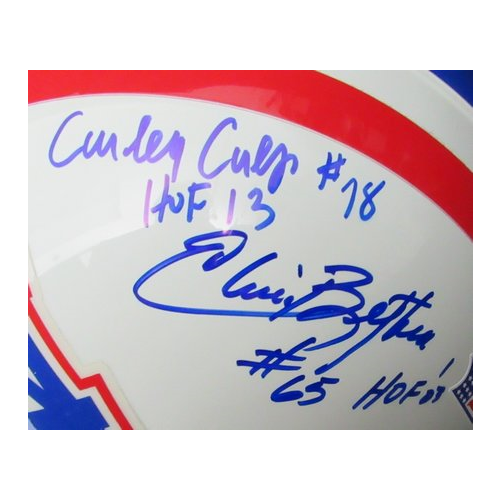 Curley Culp #78
HOF 13
Elvin Bethea
#65 HOF 03